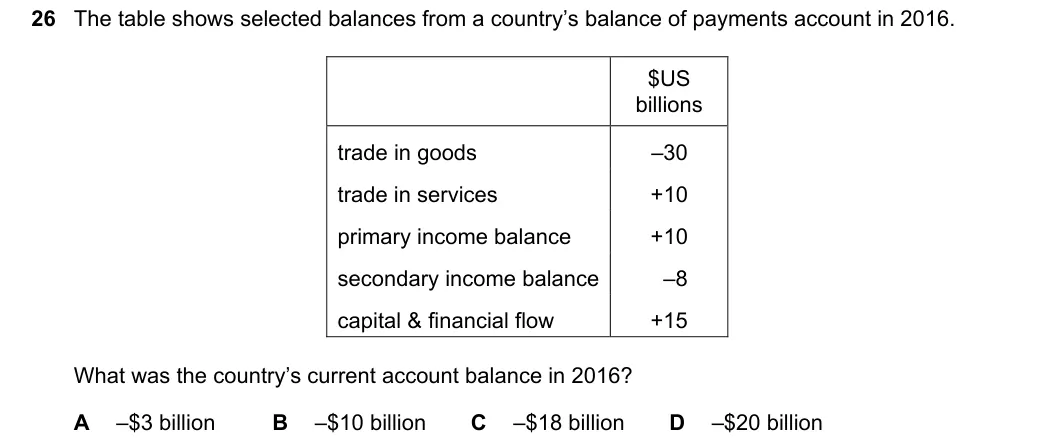 26 The table shows selected balances from a country's balance of payments account in 2016.
$US
billions
trade in goods –30
trade in services +10
primary income balance +10
secondary income balance –8
capital & financial flow +15
What was the country's current account balance in 2016?
A –$3 billion B –$10 billion C –$18 billion D –$20 billion